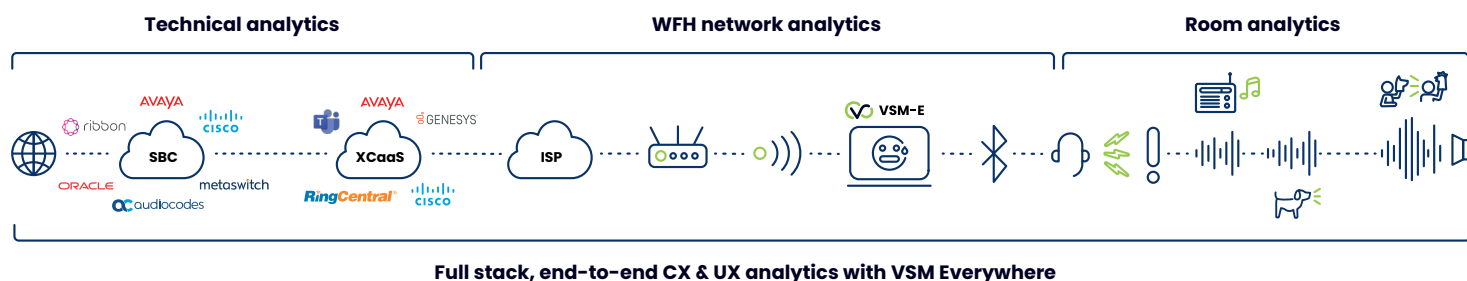 Technical analytics
WFH network analytics
Room analytics
AVAYA
ribbon
CISCO
SBC
ORACLE
metaswitch
audiocodes
T
AVAYA
GENESYS
XCaaS
RingCentral
CISCO
ISP
VSM-E
Full stack, end-to-end CX & UX analytics with VSM Everywhere